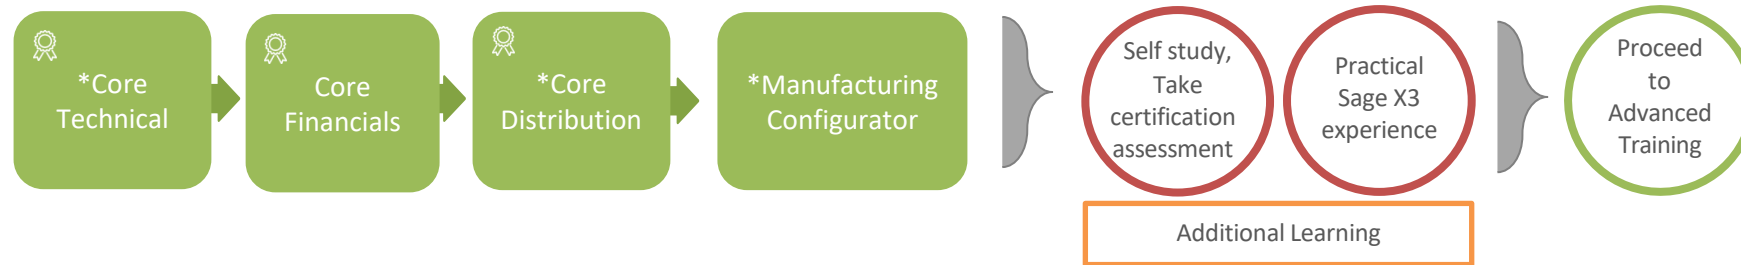 *Core
Technical
Core
Financials
*Core
Distribution
*Manufacturing
Configurator
Self study,
Take
certification
assessment
Practical
Sage X3
experience
Proceed
to
Advanced
Training
Additional Learning